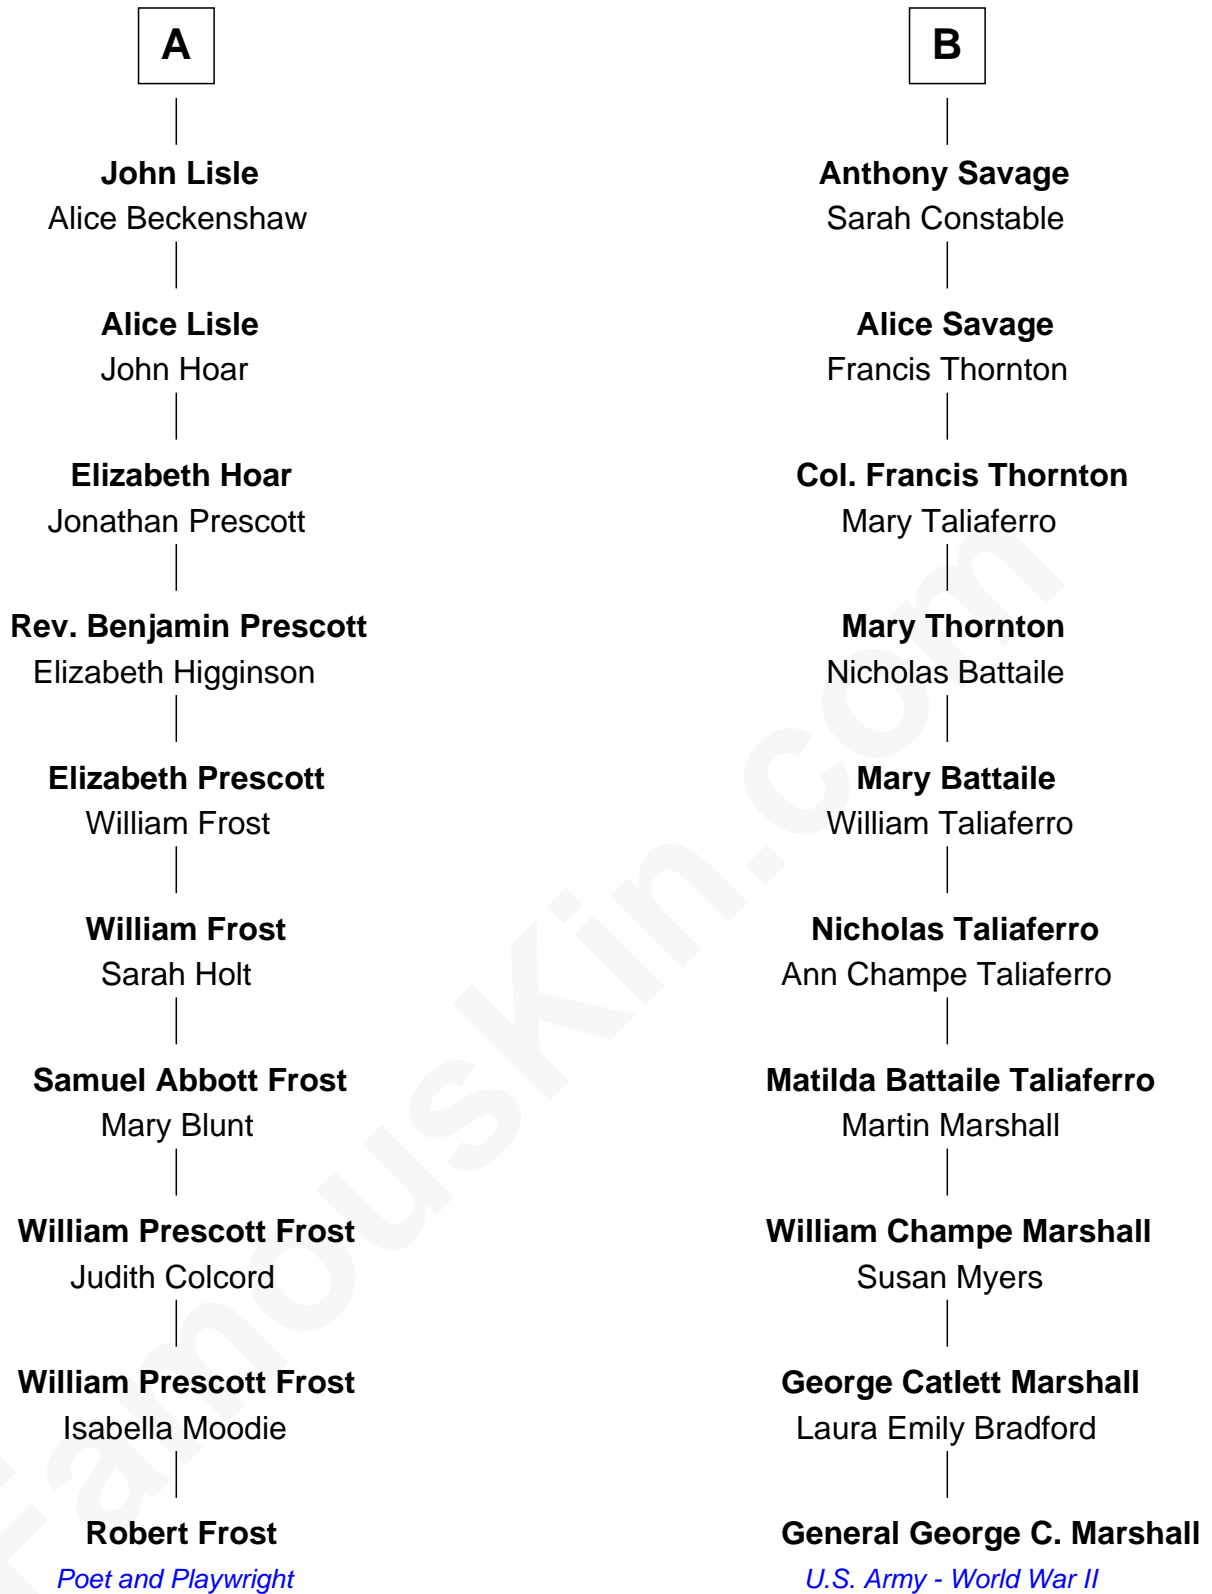 A
John Lisle
Alice Beckenshaw
Alice Lisle
John Hoar
Elizabeth Hoar
Jonathan Prescott
Rev. Benjamin Prescott
Elizabeth Higginson
Elizabeth Prescott
William Frost
William Frost
Sarah Holt
Samuel Abbott Frost
Mary Blunt
William Prescott Frost
Judith Colcord
William Prescott Frost
Isabella Moodie
Robert Frost
Poet and Playwright
B
Anthony Savage
Sarah Constable
Alice Savage
Francis Thornton
Col. Francis Thornton
Mary Taliaferro
Mary Thornton
Nicholas Battaile
Mary Battaile
William Taliaferro
Nicholas Taliaferro
Ann Champe Taliaferro
Matilda Battaile Taliaferro
Martin Marshall
William Champe Marshall
Susan Myers
George Catlett Marshall
Laura Emily Bradford
General George C. Marshall
U.S. Army - World War II
FamousKin.com